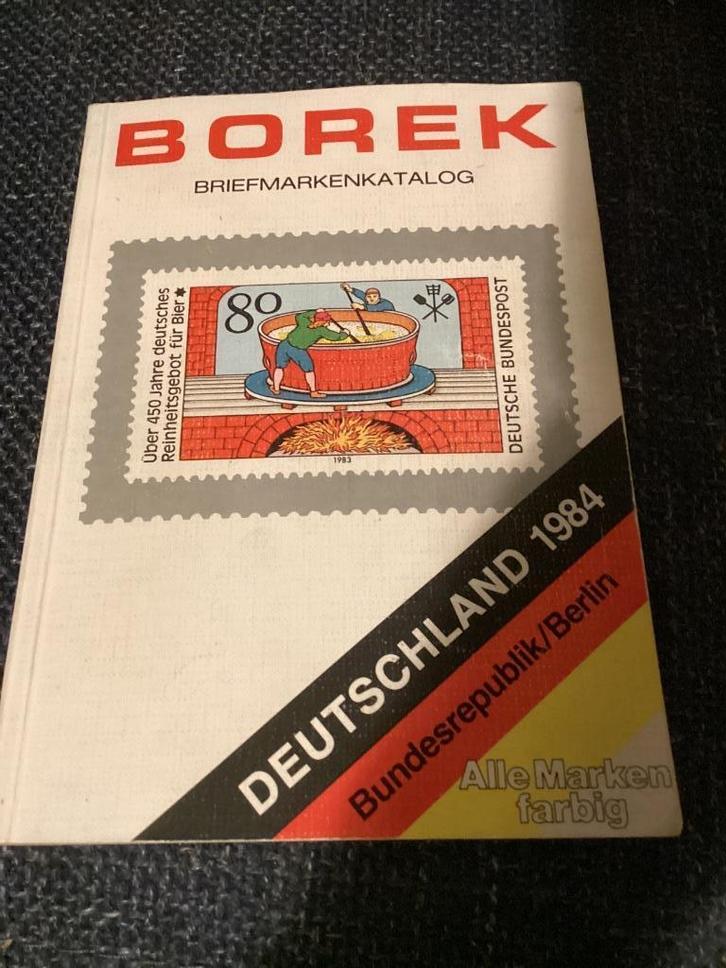 BOREK
BRIEFMARKENKATALOG
80
Über 450 Jahre deutsches
Reinheitsgebot für Bier
DEUTSCHE BUNDESPOST
1983
DEUTSCHLAND 1984
Bundesrepublik/Berlin
Alle Marken
farbig